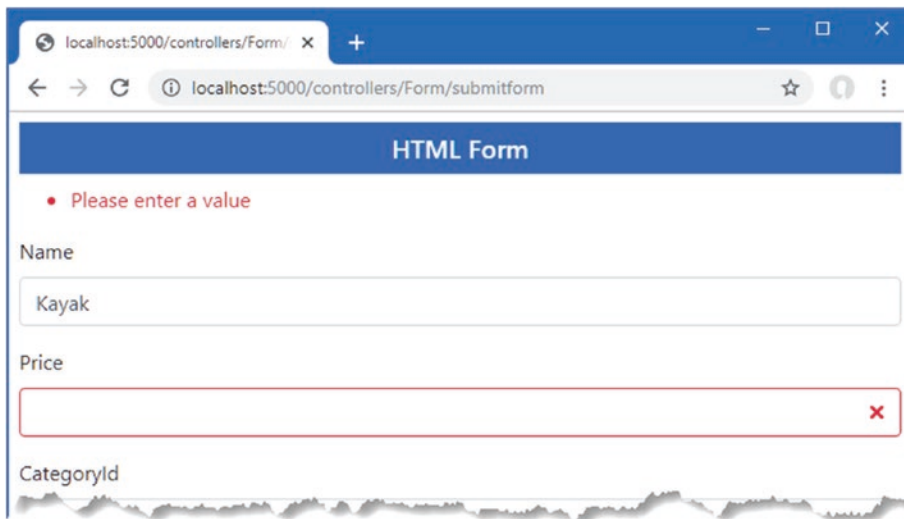 localhost:5000/controllers/Form/
localhost:5000/controllers/Form/submitform
HTML Form
• Please enter a value
Name
Kayak
Price
CategoryId